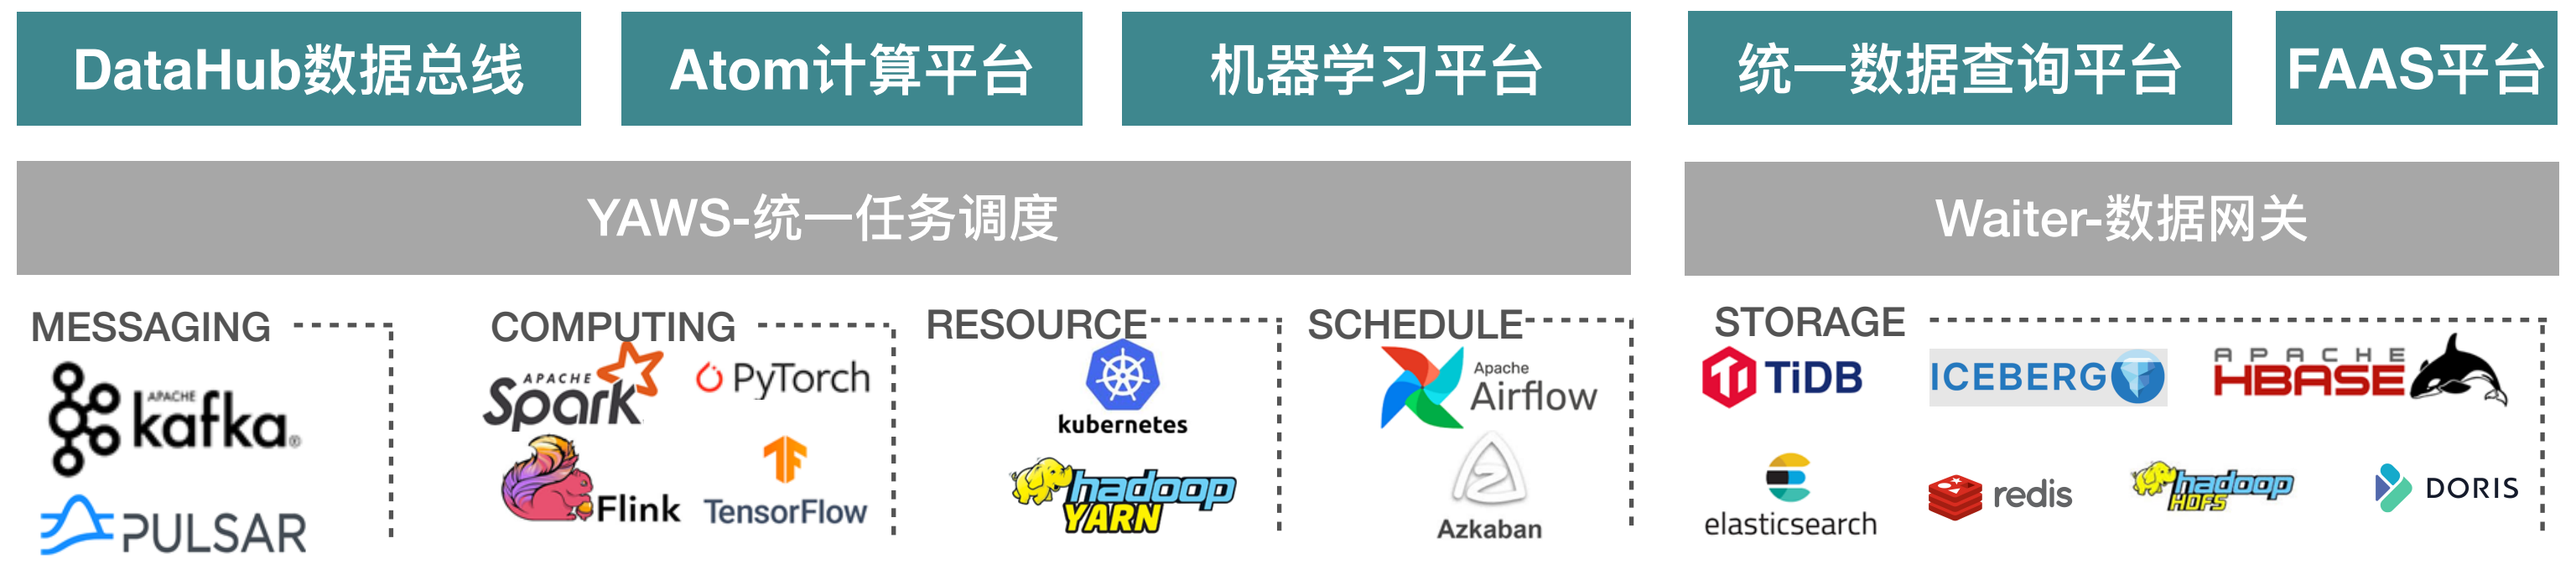 DataHub数据总线
Atom计算平台
机器学习平台
统一数据查询平台
FAAS平台
YAWS-统一任务调度
Waiter-数据网关
MESSAGING
APACHE
kafka®
PULSAR
COMPUTING
APACHE
Spark
PyTorch
Flink
TensorFlow
RESOURCE
kubernetes
hadoop
YARN
SCHEDULE
Apache
Airflow
Azkaban
STORAGE
TiDB
ICEBERG
APACHE
HBASE
elasticsearch
redis
hadoop
HDFS
DORIS